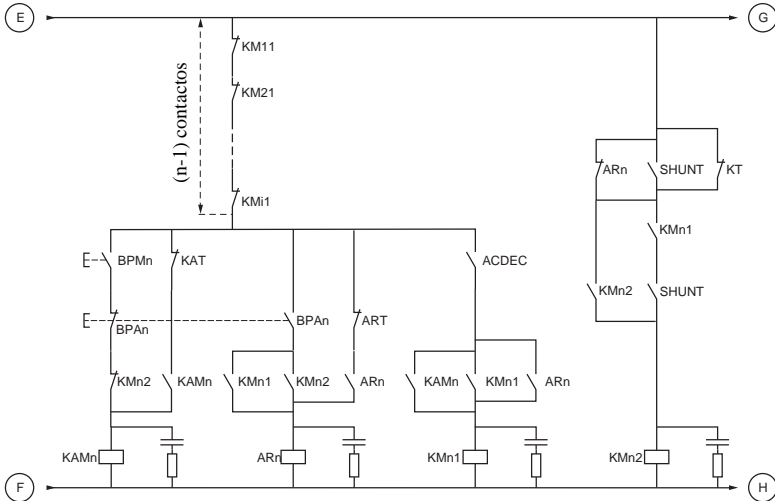 E
G
KM11
KM21
(n-1) contactos
KMi1
ARn
SHUNT
KT
KMn1
BPMn
KAT
ACDEC
KMn2
SHUNT
BPAn
BPAn
ART
KMn2
KAMn
KMn1
KMn2
ARn
KAMn
KMn1
ARn
KAMn
ARn
KMn1
KMn2
F
H